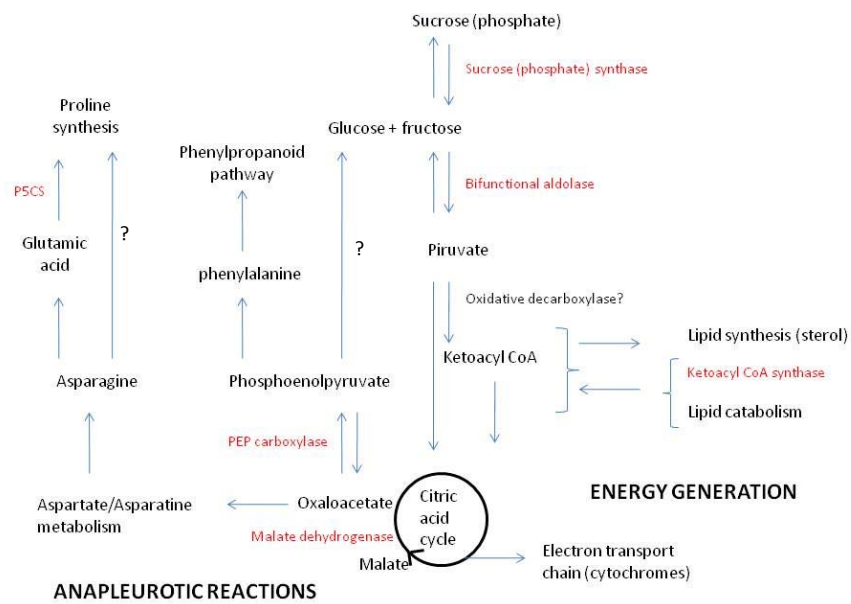 Sucrose (phosphate)
Sucrose (phosphate) synthase
Proline
synthesis
Glucose + fructose
Phenylpropanoid
pathway
P5CS
Bifunctional aldolase
?
Glutamic
acid
?
Piruvate
phenylalanine
Oxidative decarboxylase?
Lipid synthesis (sterol)
Ketoacyl CoA
Ketoacyl CoA synthase
Asparagine
Phosphoenolpyruvate
Lipid catabolism
PEP carboxylase
ENERGY GENERATION
Aspartate/Asparatine
metabolism
Oxaloacetate
Citric
acid
cycle
Malate dehydrogenase
Malate
Electron transport
chain (cytochromes)
ANAPLEUROTIC REACTIONS